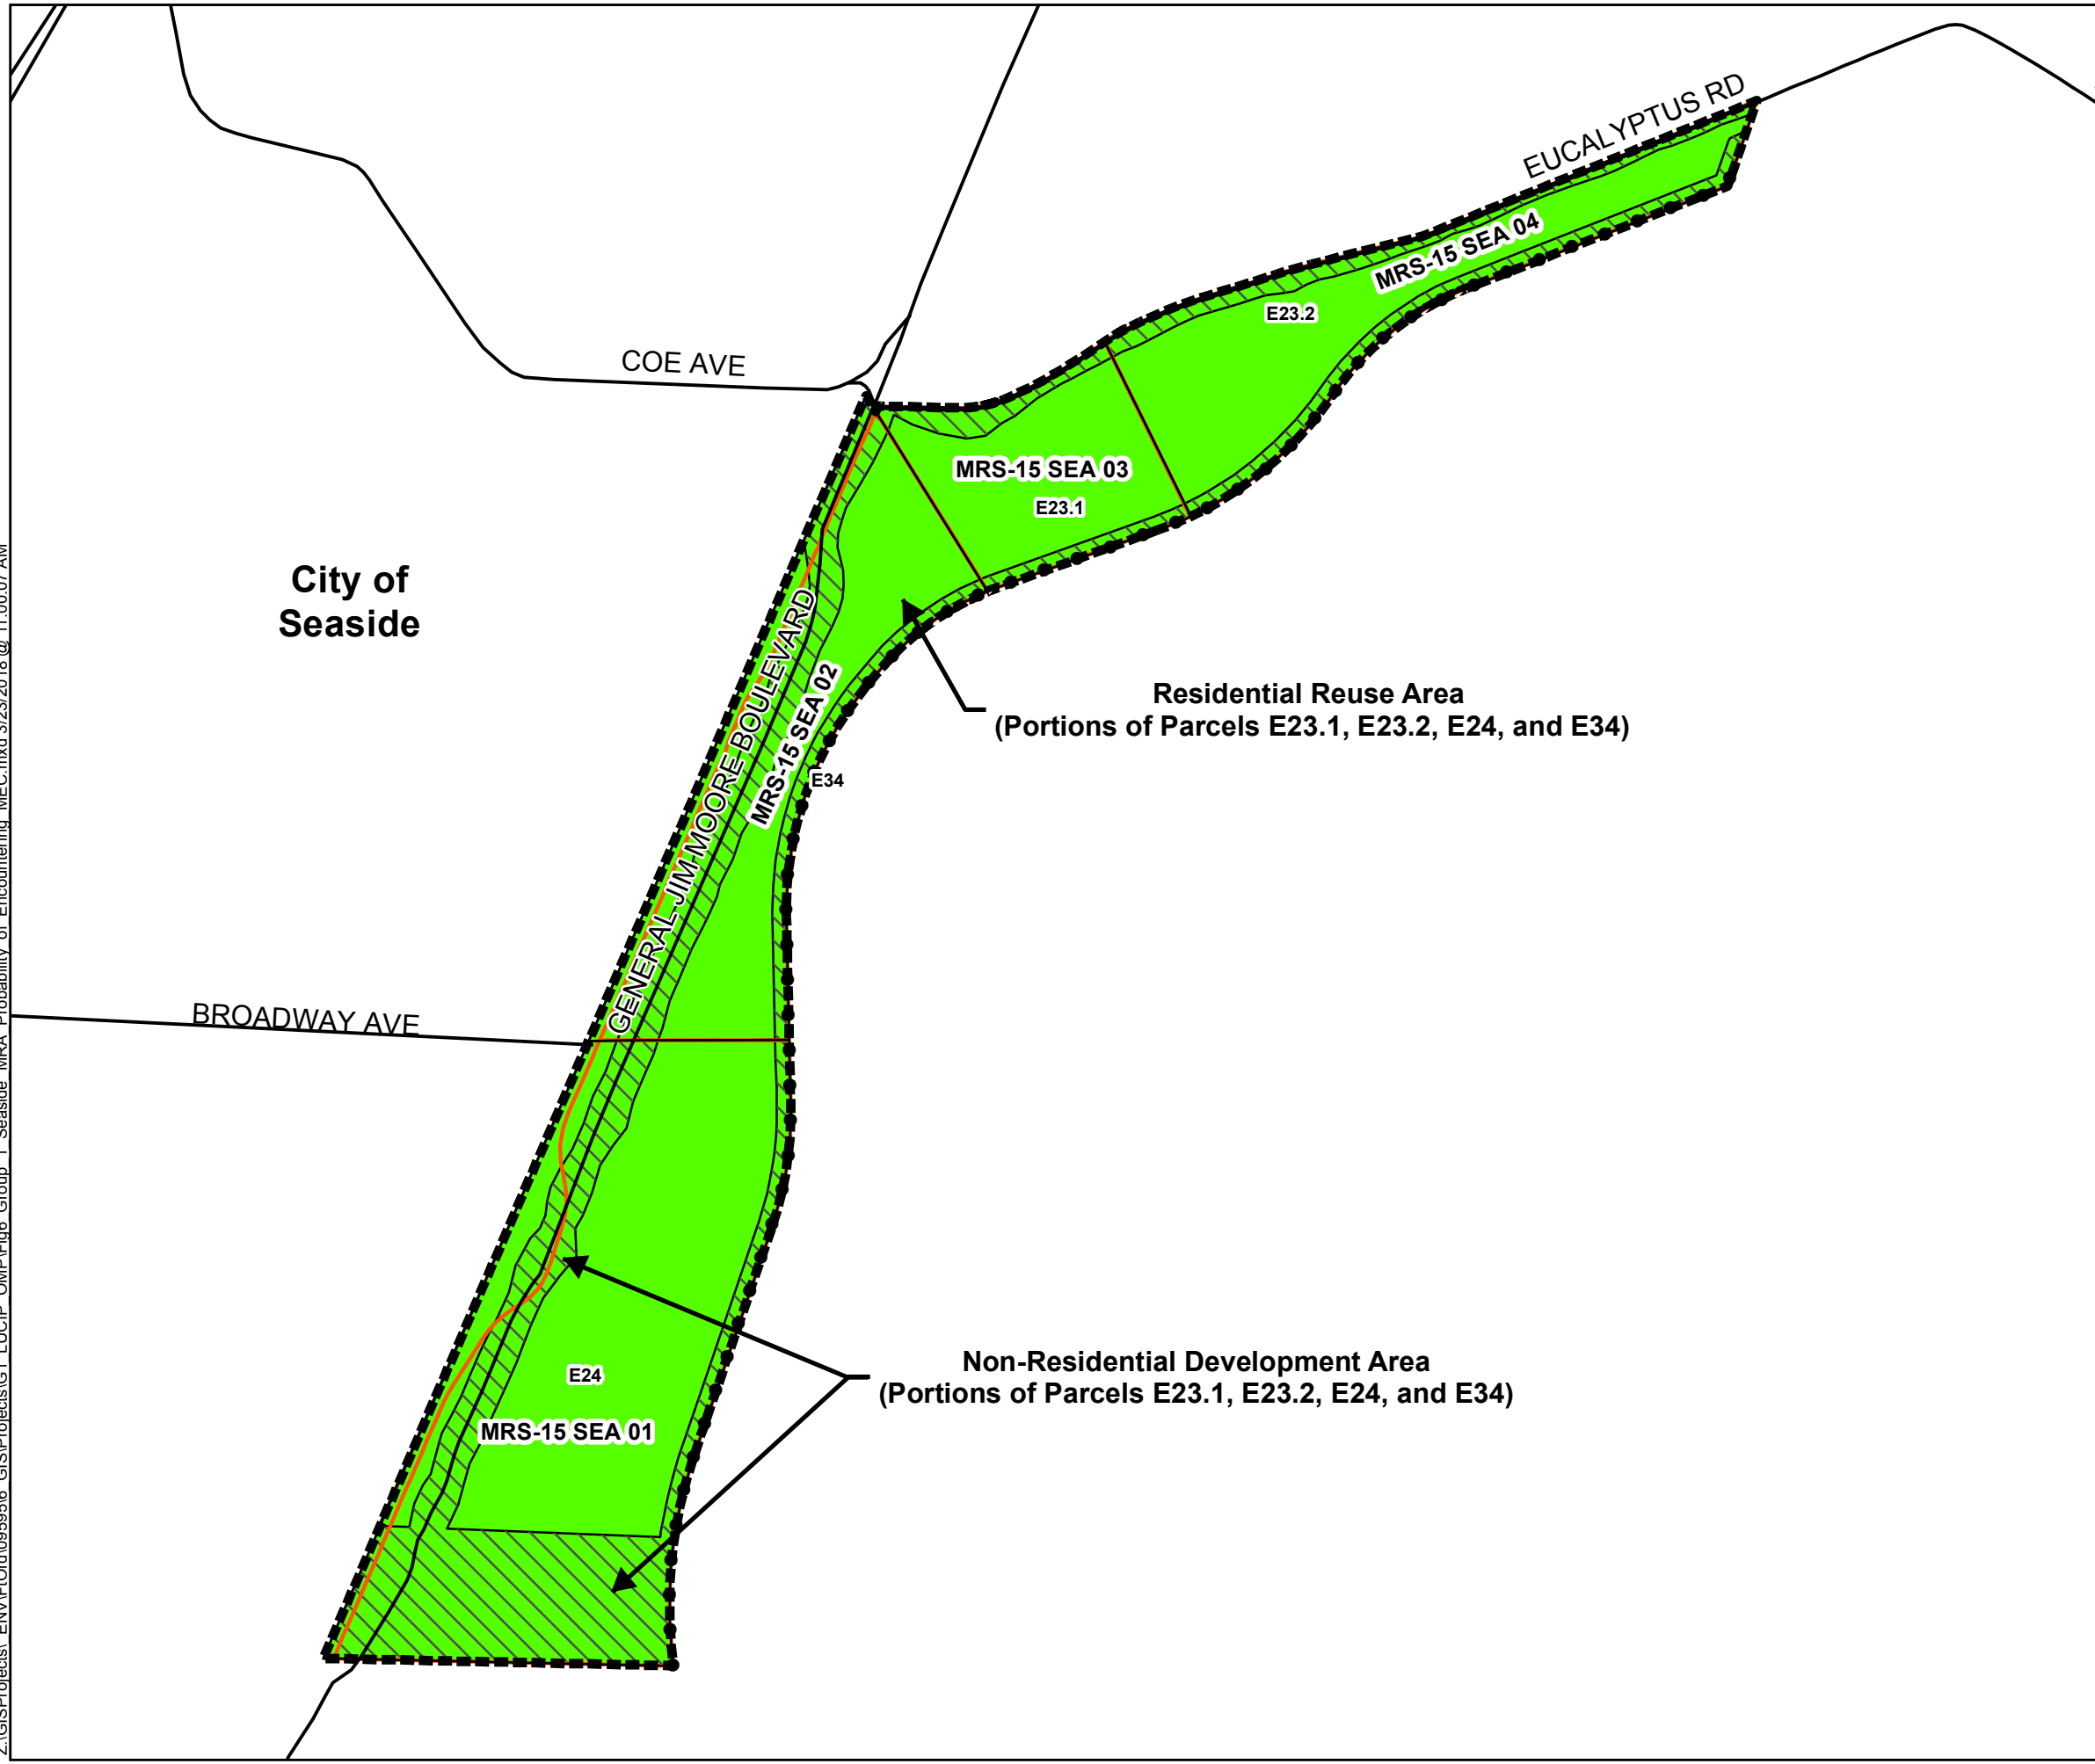 EUCALYPTUS RD
MRS-15 SEA 04
E23.2
COE AVE
MRS-15 SEA 03
E23.1
City of
Seaside
GENERAL JIM MOORE BOULEVARD
MRS-15 SEA 02
Residential Reuse Area
(Portions of Parcels E23.1, E23.2, E24, and E34)
E34
BROADWAY AVE
Non-Residential Development Area
(Portions of Parcels E23.1, E23.2, E24, and E34)
E24
MRS-15 SEA 01